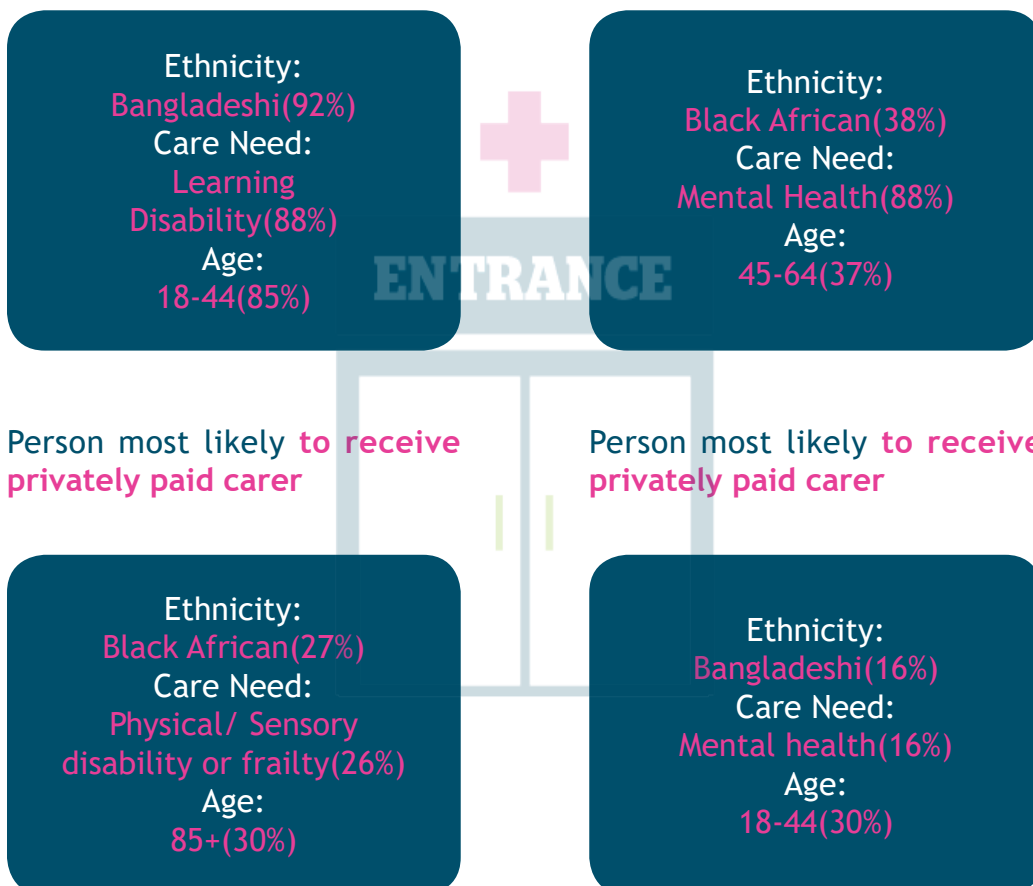 Ethnicity:
Bangladeshi(92%)
Care Need:
Learning
Disability(88%)
Age:
18-44(85%)
Ethnicity:
Black African(38%)
Care Need:
Mental Health(88%)
Age:
45-64(37%)
ENTRANCE
Person most likely to receive
privately paid carer
Person most likely to receive
privately paid carer
Ethnicity:
Black African(27%)
Care Need:
Physical/ Sensory
disability or frailty(26%)
Age:
85+(30%)
Ethnicity:
Bangladeshi(16%)
Care Need:
Mental health(16%)
Age:
18-44(30%)